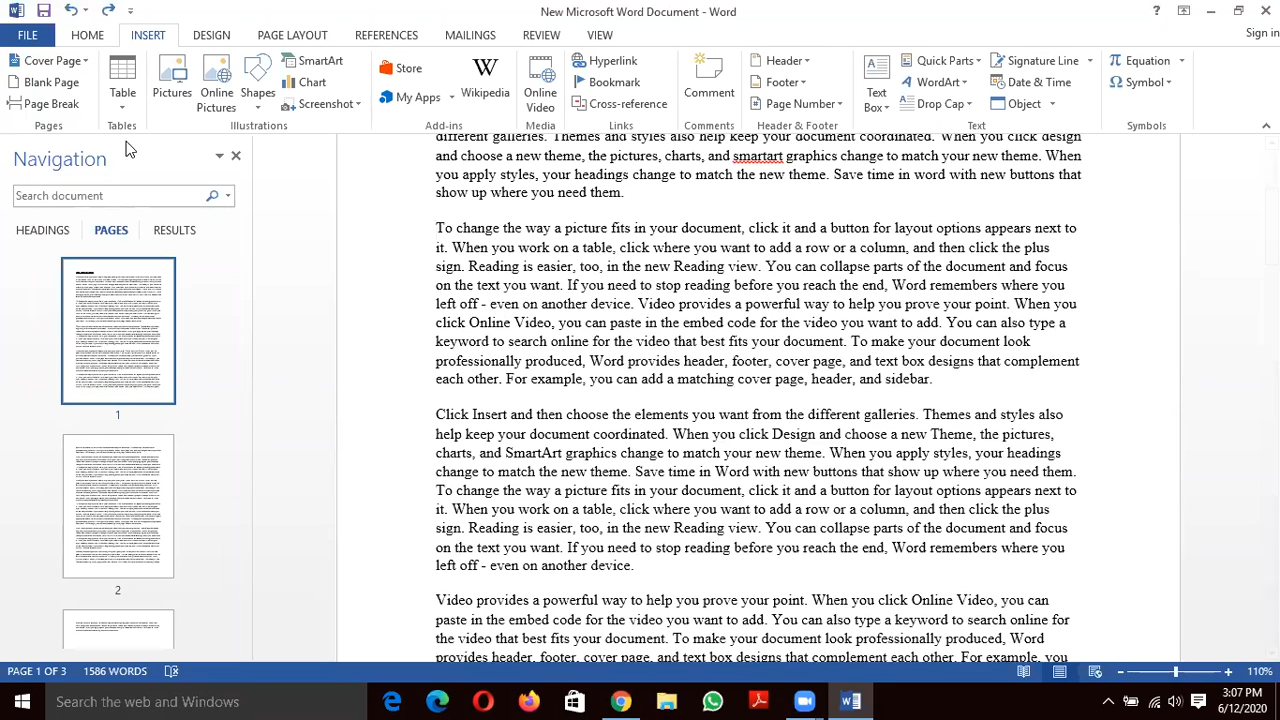 New Microsoft Word Document - Word
FILE HOME INSERT DESIGN PAGE LAYOUT REFERENCES MAILINGS REVIEW VIEW Sign in
Cover Page
Blank Page
Page Break
Pages
Table
Tables
Pictures
Online Pictures
Shapes
SmartArt
Chart
Screenshot
Illustrations
Store
My Apps
Wikipedia
Add-ins
Online Video
Media
Hyperlink
Bookmark
Cross-reference
Links
Comment
Comments
Header
Footer
Page Number
Header & Footer
Text Box
Quick Parts
WordArt
Drop Cap
Signature Line
Date & Time
Object
Text
Equation
Symbol
Symbols
Navigation
Search document
HEADINGS PAGES RESULTS
1
2
different galleries. Themes and styles also help keep your document coordinated. When you click design
and choose a new theme, the pictures, charts, and smartart graphics change to match your new theme. When
you apply styles, your headings change to match the new theme. Save time in word with new buttons that
show up where you need them.
To change the way a picture fits in your document, click it and a button for layout options appears next to
it. When you work on a table, click where you want to add a row or a column, and then click the plus
sign. Reading is easier, too, in the new Reading view. You can collapse parts of the document and focus
on the text you want. If you need to stop reading before you reach the end, Word remembers where you
left off - even on another device. Video provides a powerful way to help you prove your point. When you
click Online Video, you can paste in the embed code for the video you want to add. You can also type a
keyword to search online for the video that best fits your document. To make your document look
professionally produced, Word provides header, footer, cover page, and text box designs that complement
each other. For example, you can add a matching cover page, header, and sidebar.
Click Insert and then choose the elements you want from the different galleries. Themes and styles also
help keep your document coordinated. When you click Design and choose a new Theme, the pictures,
charts, and SmartArt graphics change to match your new theme. When you apply styles, your headings
change to match the new theme. Save time in Word with new buttons that show up where you need them.
To change the way a picture fits in your document, click it and a button for layout options appears next to
it. When you work on a table, click where you want to add a row or a column, and then click the plus
sign. Reading is easier, too, in the new Reading view. You can collapse parts of the document and focus
on the text you want. If you need to stop reading before you reach the end, Word remembers where you
left off - even on another device.
Video provides a powerful way to help you prove your point. When you click Online Video, you can
paste in the embed code for the video you want to add. You can also type a keyword to search online for
the video that best fits your document. To make your document look professionally produced, Word
provides header, footer, cover page, and text box designs that complement each other. For example, you
PAGE 1 OF 3 1586 WORDS 110%
Search the web and Windows
3:07 PM
6/12/2020